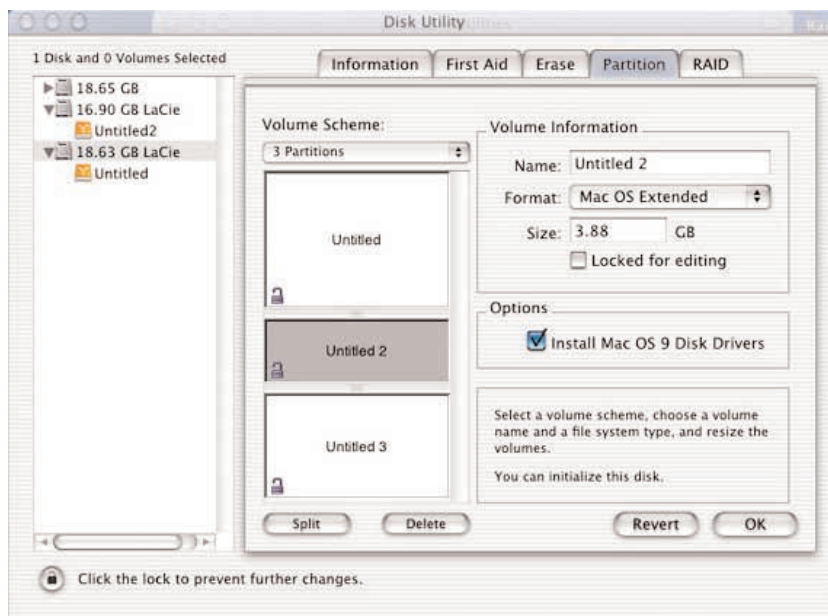 Disk Utility
1 Disk and 0 Volumes Selected
Information
First Aid
Erase
Partition
RAID
18.65 GB
16.90 GB LaCie
Untitled2
18.63 GB LaCie
Untitled
Volume Scheme:
3 Partitions
Untitled
Untitled 2
Untitled 3
Split
Delete
Volume Information
Name: Untitled 2
Format: Mac OS Extended
Size: 3.88 GB
Locked for editing
Options
Install Mac OS 9 Disk Drivers
Select a volume scheme, choose a volume
name and a file system type, and resize the
volumes.
You can initialize this disk.
Revert
OK
Click the lock to prevent further changes.